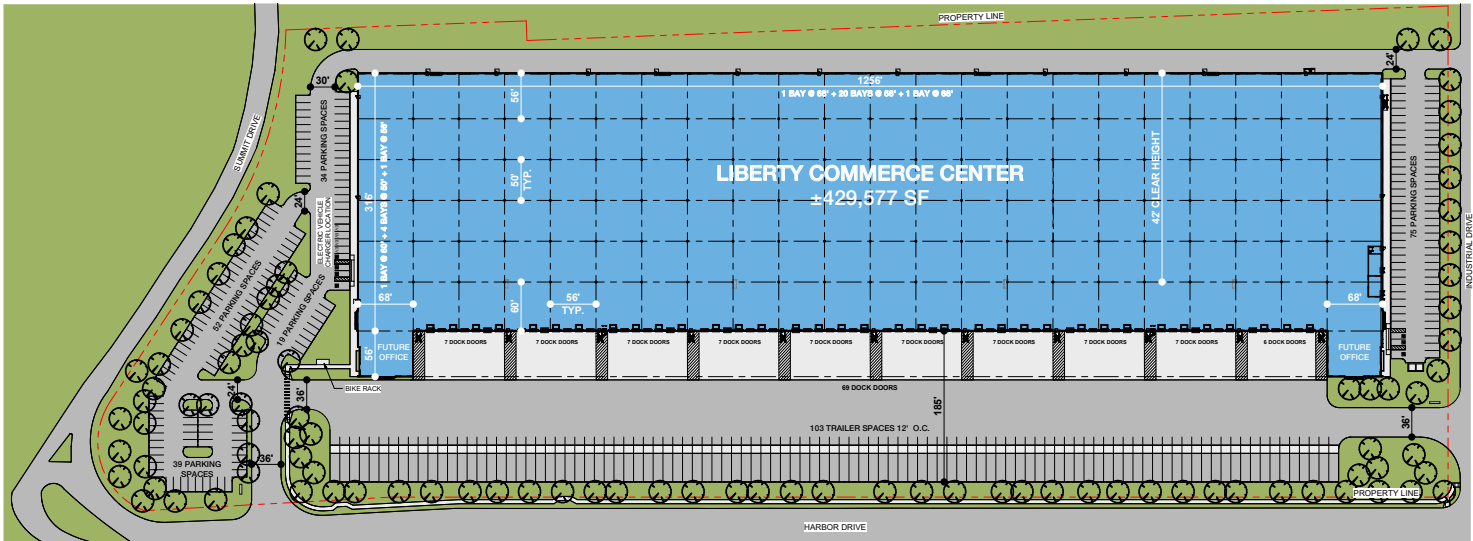 PROPERTY LINE
24'
30'
1256'
1 BAY @ 68' + 20 BAYS @ 56' + 1 BAY @ 68'
56'
SUMMIT DRIVE
34 PARKING SPACES
LIBERTY COMMERCE CENTER
±429,577 SF
50'
TYP.
42' CLEAR HEIGHT
75 PARKING SPACES
INDUSTRIAL DRIVE
316'
1 BAY @ 60' + 4 BAYS @ 50' + 1 BAY @ 56'
24'
ELECTRIC VEHICLE
CHARGER LOCATION
52 PARKING SPACES
19 PARKING SPACES
68'
60'
56'
TYP.
68'
56'
FUTURE
OFFICE
7 DOCK DOORS
7 DOCK DOORS
7 DOCK DOORS
7 DOCK DOORS
7 DOCK DOORS
7 DOCK DOORS
7 DOCK DOORS
7 DOCK DOORS
7 DOCK DOORS
6 DOCK DOORS
FUTURE
OFFICE
BIKE RACK
69 DOCK DOORS
24'
36'
185'
36'
103 TRAILER SPACES 12' O.C.
39 PARKING
SPACES
36'
PROPERTY LINE
HARBOR DRIVE